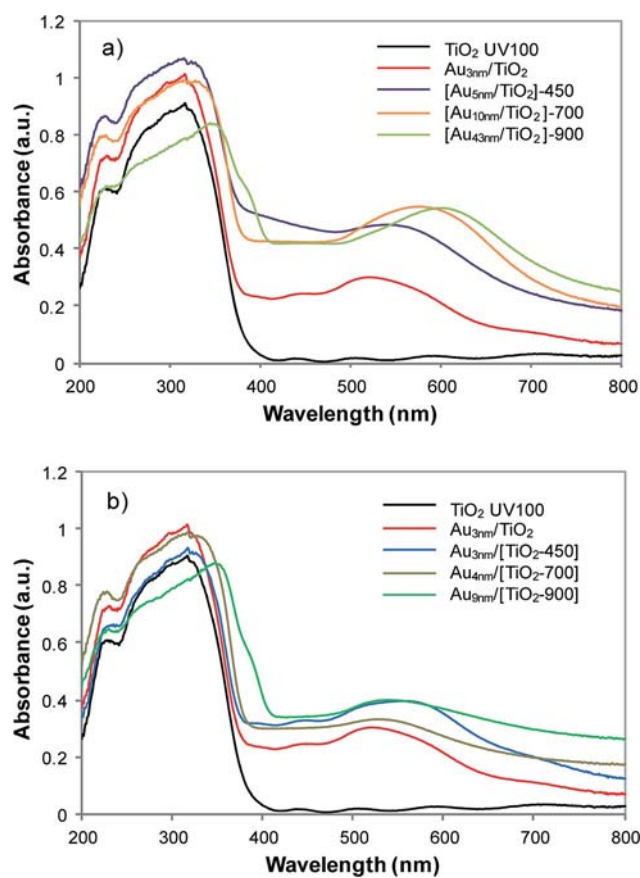 a)
TiO₂ UV100
Au₃ₙₘ/TiO₂
[Au₅ₙₘ/TiO₂]-450
[Au₁₀ₙₘ/TiO₂]-700
[Au₄₃ₙₘ/TiO₂]-900
Absorbance (a.u.)
1.2
1
0.8
0.6
0.4
0.2
0
200 300 400 500 600 700 800
Wavelength (nm)
b)
TiO₂ UV100
Au₃ₙₘ/TiO₂
Au₃ₙₘ/[TiO₂-450]
Au₄ₙₘ/[TiO₂-700]
Au₉ₙₘ/[TiO₂-900]
Absorbance (a.u.)
1.2
1
0.8
0.6
0.4
0.2
0
200 300 400 500 600 700 800
Wavelength (nm)